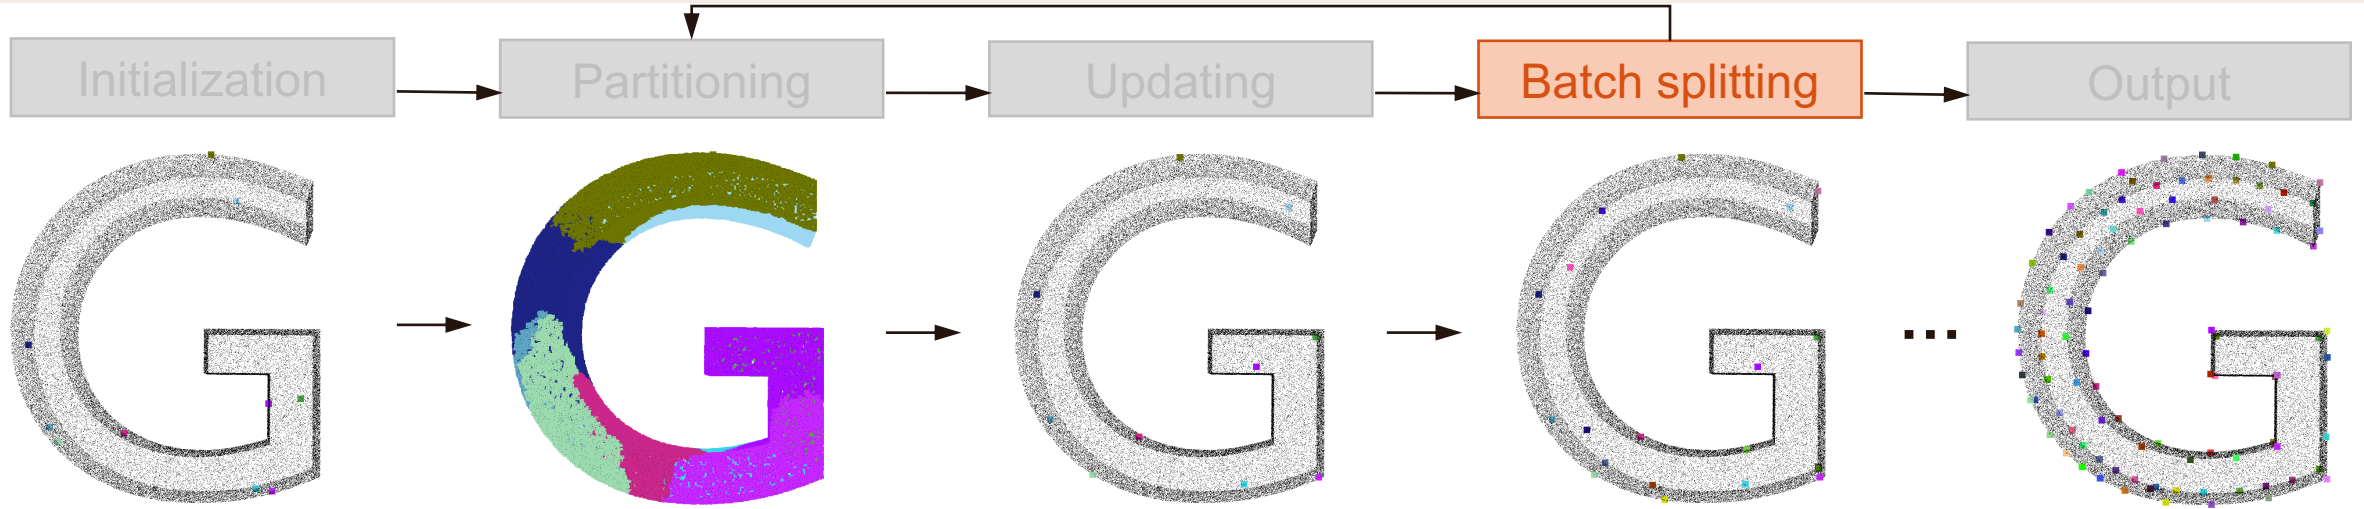 Initialization
Partitioning
Updating
Batch splitting
Output